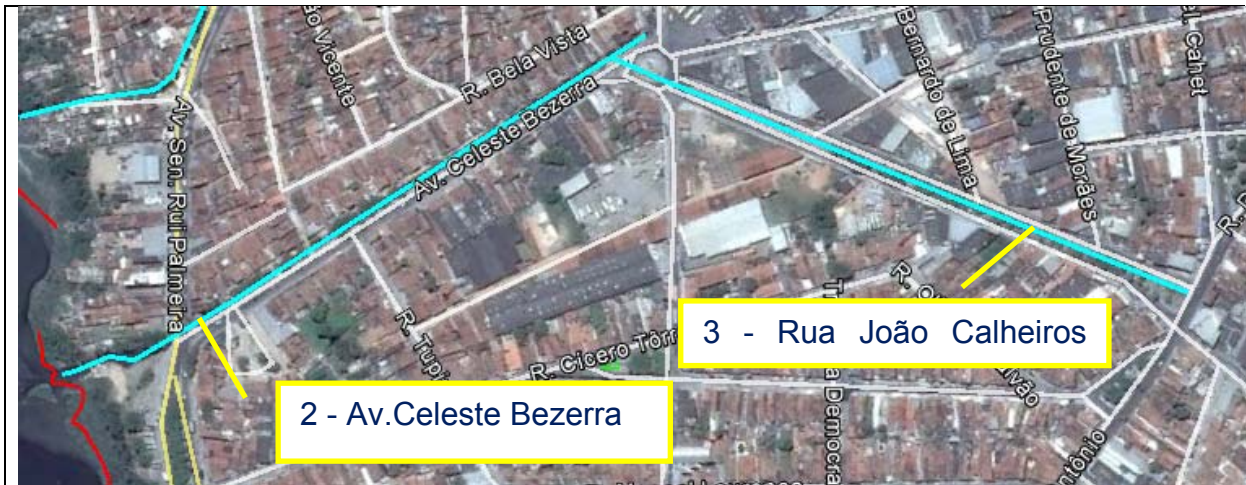 ão Vicente
R. Bela Vista
Bernardo de Lima
Prudente de Morães
Cahet
Av. Sen. Rui Palmeira
Av. Celeste Bezerra
R. Tupi
R. Cícero Tôrr
3 - Rua João Calheiros
2 - Av.Celeste Bezerra
Democra
ntônio